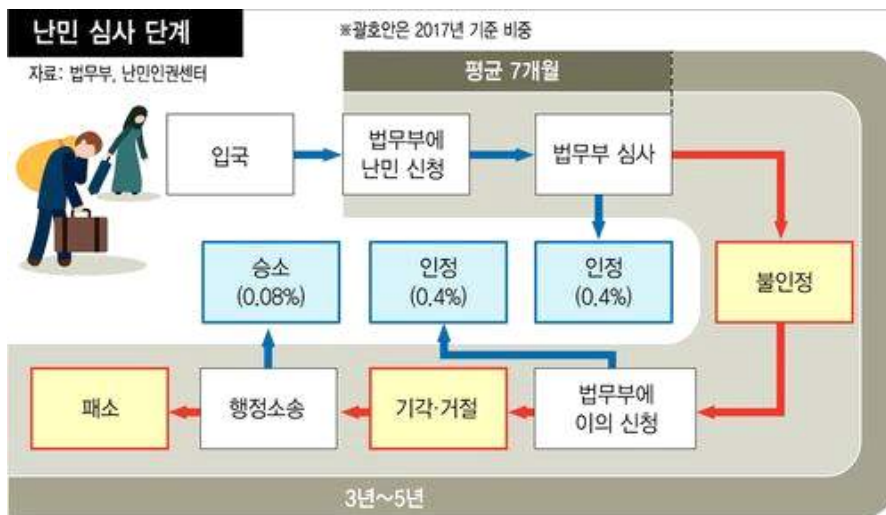 난민 심사 단계
※괄호안은 2017년 기준 비중
자료: 법무부, 난민인권센터
평균 7개월
입국
법무부에
난민 신청
법무부 심사
승소
(0.08%)
인정
(0.4%)
인정
(0.4%)
불인정
패소
행정소송
기각·거절
법무부에
이의 신청
3년~5년